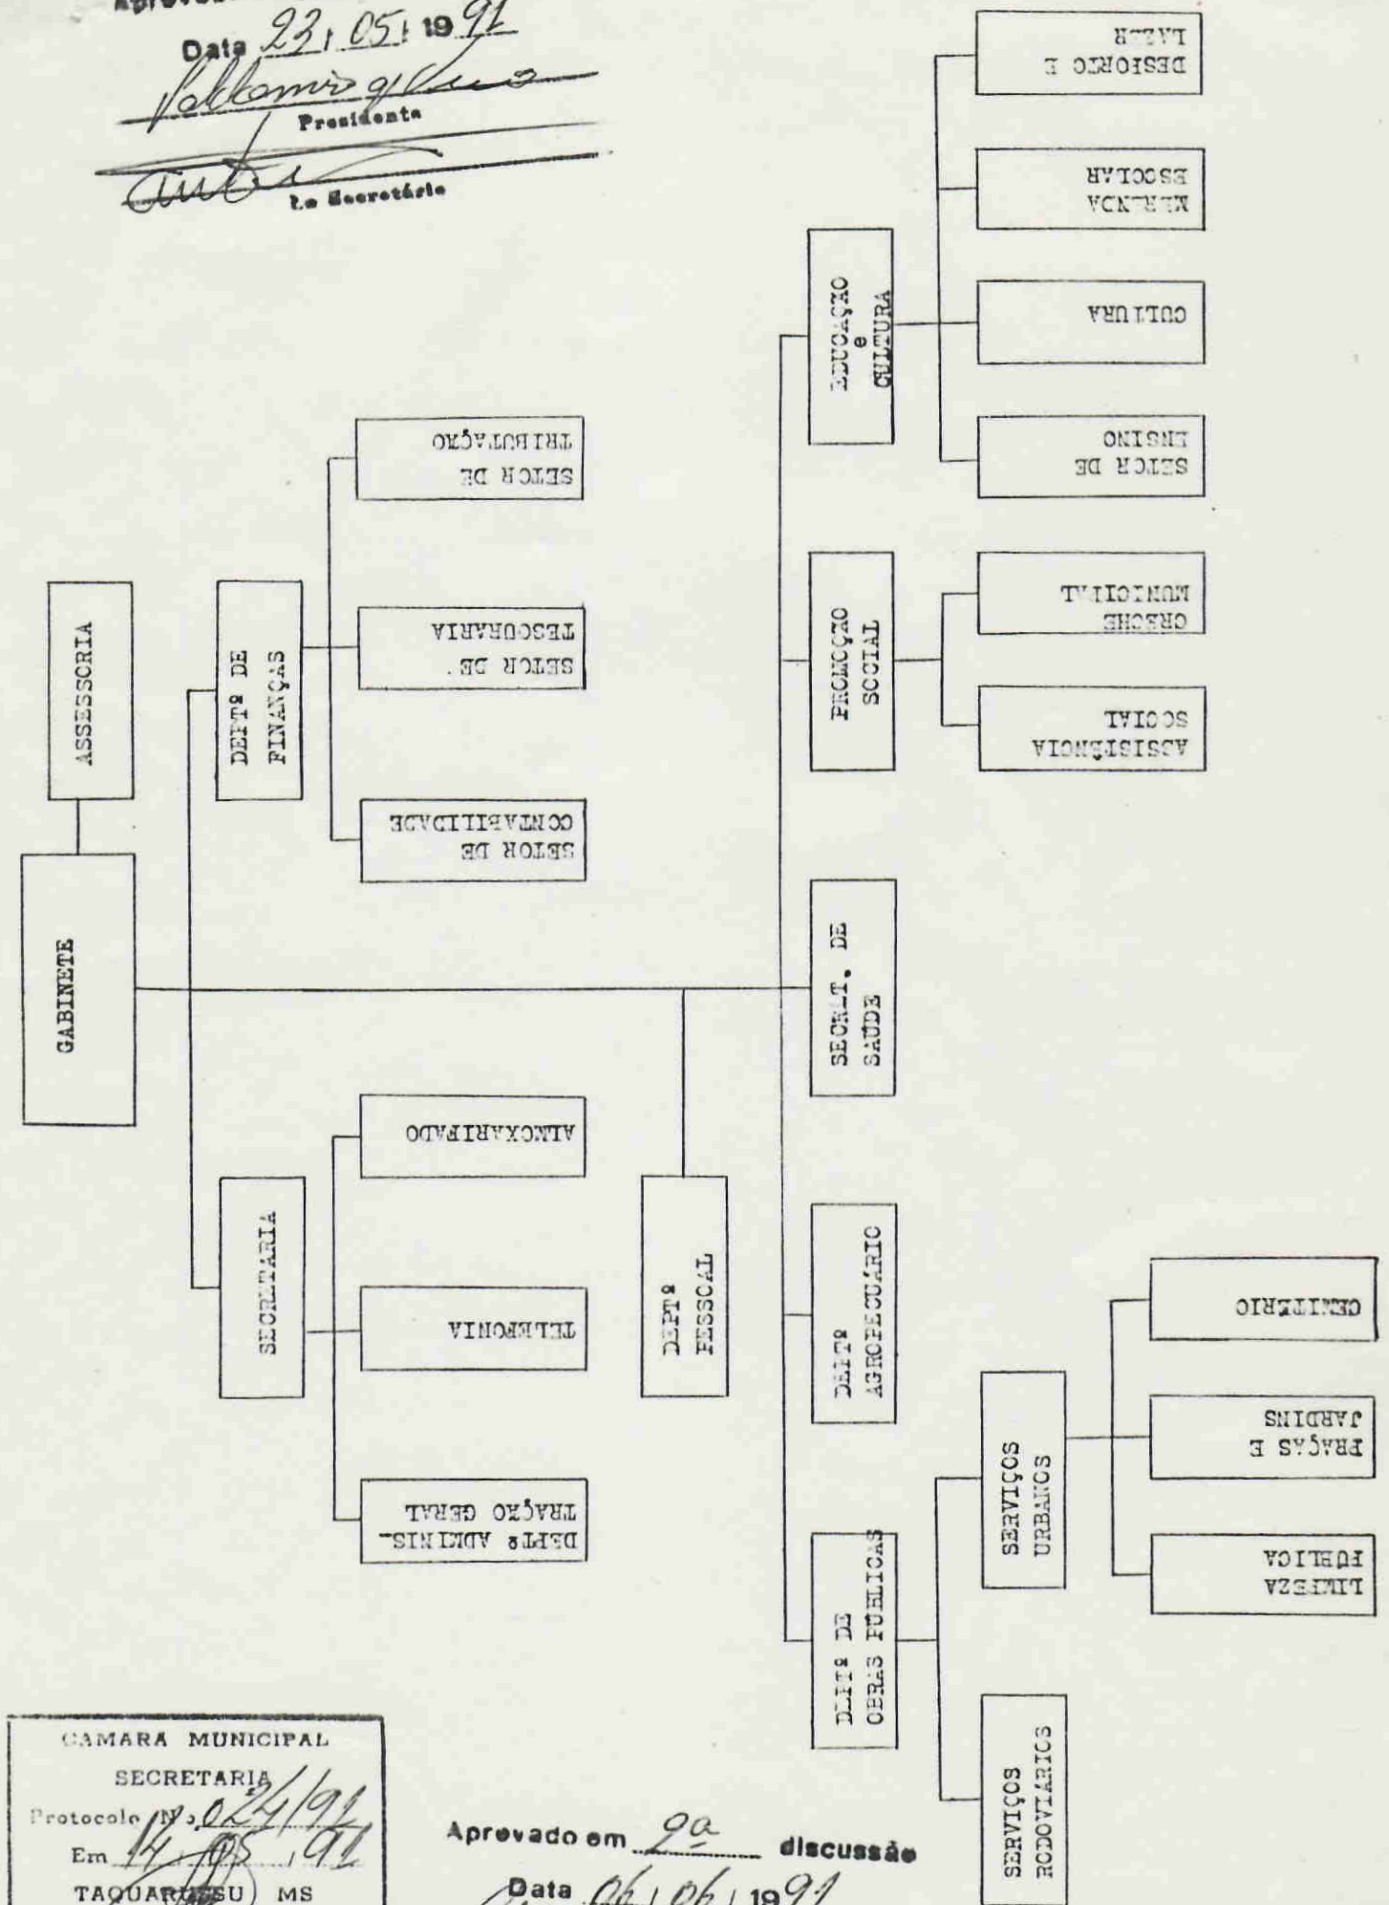 Data 23 / 05 / 19 91
Presidente
1.o Secretário
GABINETE
ASSESSORIA
SECRETARIA
DEPTº DE
FINANÇAS
DEPTº ADMINIS-
TRAÇÃO GERAL
TELEFONIA
ALMOXARIFADO
SETOR DE
CONTABILIDADE
SETOR DE
TESOURARIA
SETOR DE
TRIBUTAÇÃO
DEPTº
PESSOAL
DEPTº DE
OBRAS PÚBLICAS
DEPTº
AGROPECUÁRIO
SECRET. DE
SAÚDE
PROMOÇÃO
SOCIAL
EDUCAÇÃO
e
CULTURA
SERVIÇOS
RODOVIÁRIOS
SERVIÇOS
URBANOS
ASSISTÊNCIA
SOCIAL
CRECHE
MUNICIPAL
SETOR DE
ENSINO
CULTURA
MERENDA
ESCOLAR
DESPORTO E
LAZER
LIMPEZA
PÚBLICA
PRAÇAS E
JARDINS
CEMITÉRIO
CAMARA MUNICIPAL
SECRETARIA
Protocolo No 024/91
Em 14 / 05 / 91
TAQUARUSSU MS
Aprovado em 2ª discussão
Data 06 / 06 / 19 91